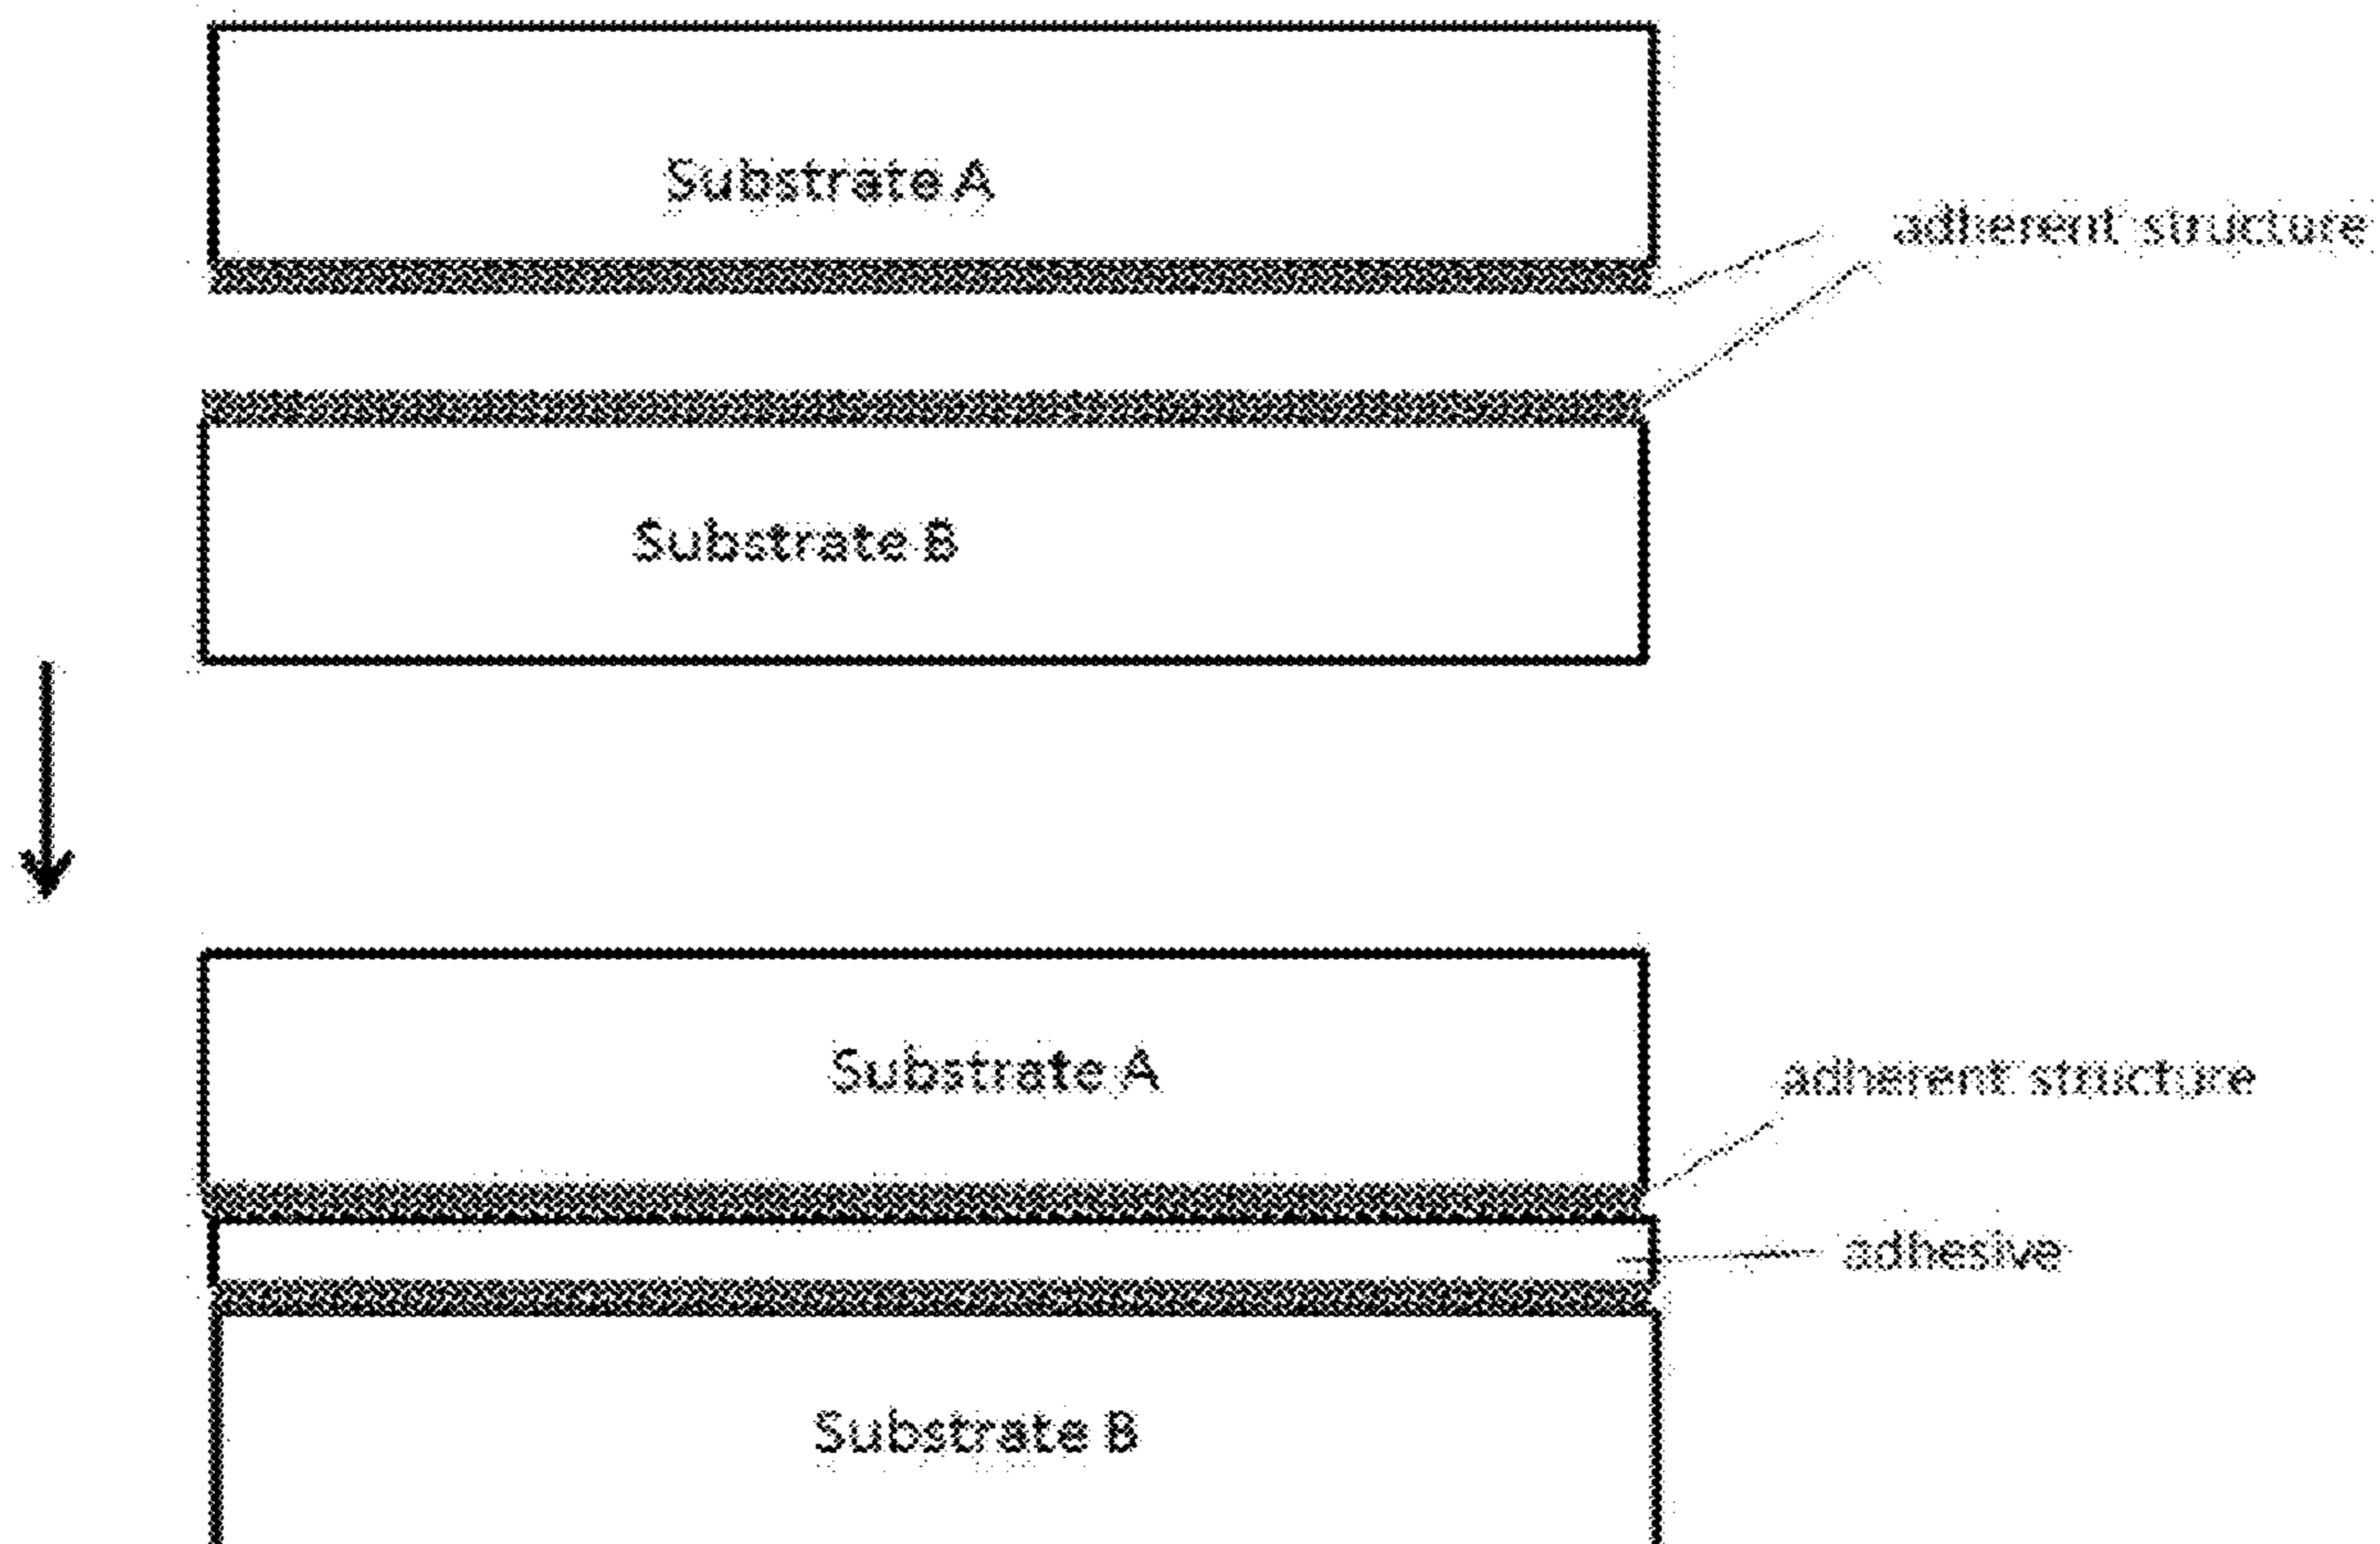 Substrate A
adherent structure
Substrate B
Substrate A
adherent structure
adhesive
Substrate B